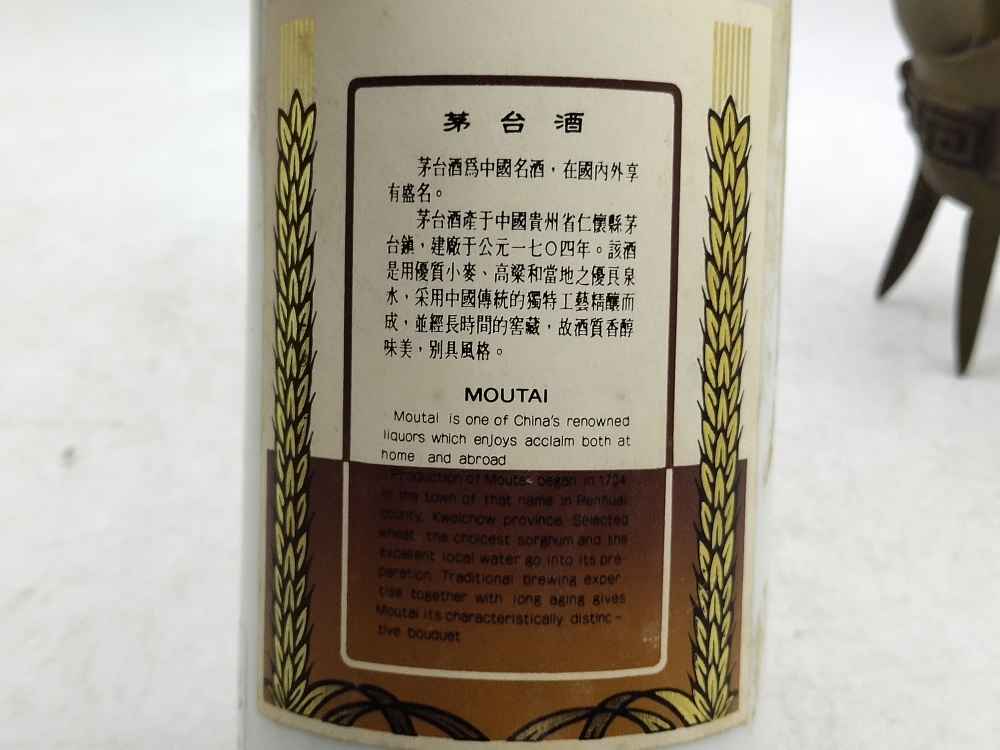 茅台酒
茅台酒爲中國名酒，在國內外享
有盛名。
茅台酒產于中國貴州省仁懷縣茅
台鎮，建廠于公元一七〇四年。該酒
是用優質小麥、高粱和當地之優良泉
水，采用中國傳統的獨特工藝精釀而
成，並經長時間的窖藏，故酒質香醇
味美，别具風格。
MOUTAI
Moutai is one of China's renowned
liquors which enjoys acclaim both at
home and abroad
Production of Moutai began in 1704
in the town of that name in Renhuai
county, Kweichow province. Selected
wheat, the choicest sorghum and the
excellent local water go into its pre-
paration. Traditional brewing exper-
tise together with long aging gives
Moutai its characteristically distinc-
tive bouquet